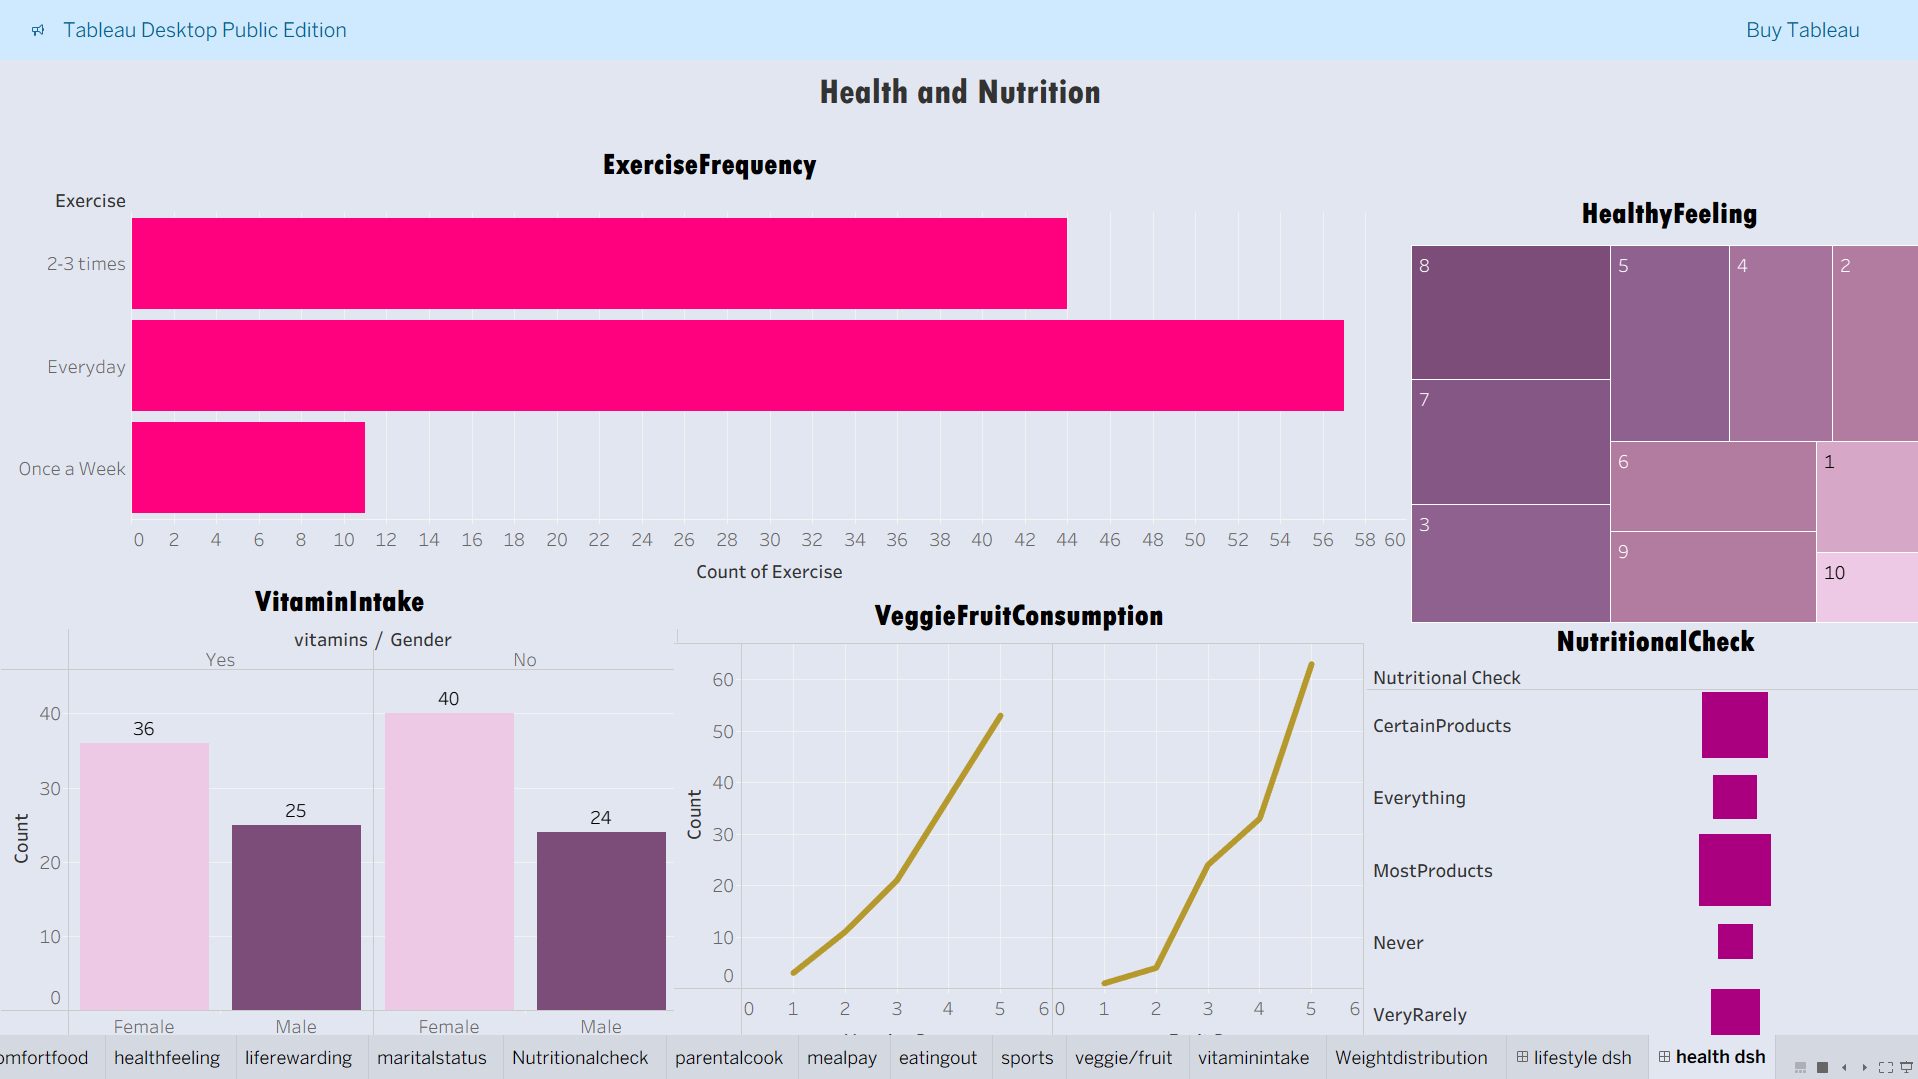 Tableau Desktop Public Edition
Buy Tableau
Health and Nutrition
ExerciseFrequency
Exercise
2-3 times
Everyday
Once a Week
0 2 4 6 8 10 12 14 16 18 20 22 24 26 28 30 32 34 36 38 40 42 44 46 48 50 52 54 56 58 60
Count of Exercise
HealthyFeeling
8 5 4 2
7
6 1
3
9
10
VitaminIntake
vitamins / Gender
Yes No
40
30
20
10
0
Count
36 25 40 24
Female Male Female Male
VeggieFruitConsumption
60
50
40
30
20
10
0
Count
0 1 2 3 4 5 6 0 1 2 3 4 5 6
NutritionalCheck
Nutritional Check
CertainProducts
Everything
MostProducts
Never
VeryRarely
omfortfood healthfeeling liferewarding maritalstatus Nutritionalcheck parentalcook mealpay eatingout sports veggie/fruit vitaminintake Weightdistribution lifestyle dsh health dsh